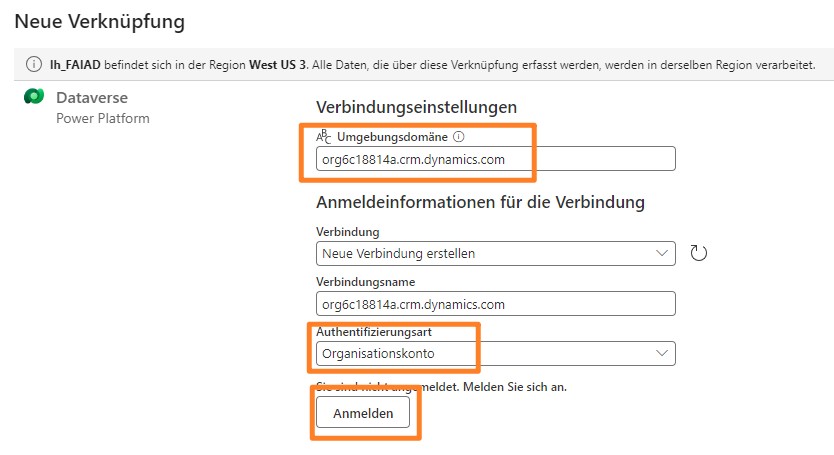 Neue Verknüpfung
lh_FAIAD befindet sich in der Region West US 3. Alle Daten, die über diese Verknüpfung erfasst werden, werden in derselben Region verarbeitet.
Dataverse
Power Platform
Verbindungseinstellungen
ABC Umgebungsdomäne
org6c18814a.crm.dynamics.com
Anmeldeinformationen für die Verbindung
Verbindung
Neue Verbindung erstellen
Verbindungsname
org6c18814a.crm.dynamics.com
Authentifizierungsart
Organisationskonto
Sie sind nicht angemeldet. Melden Sie sich an.
Anmelden